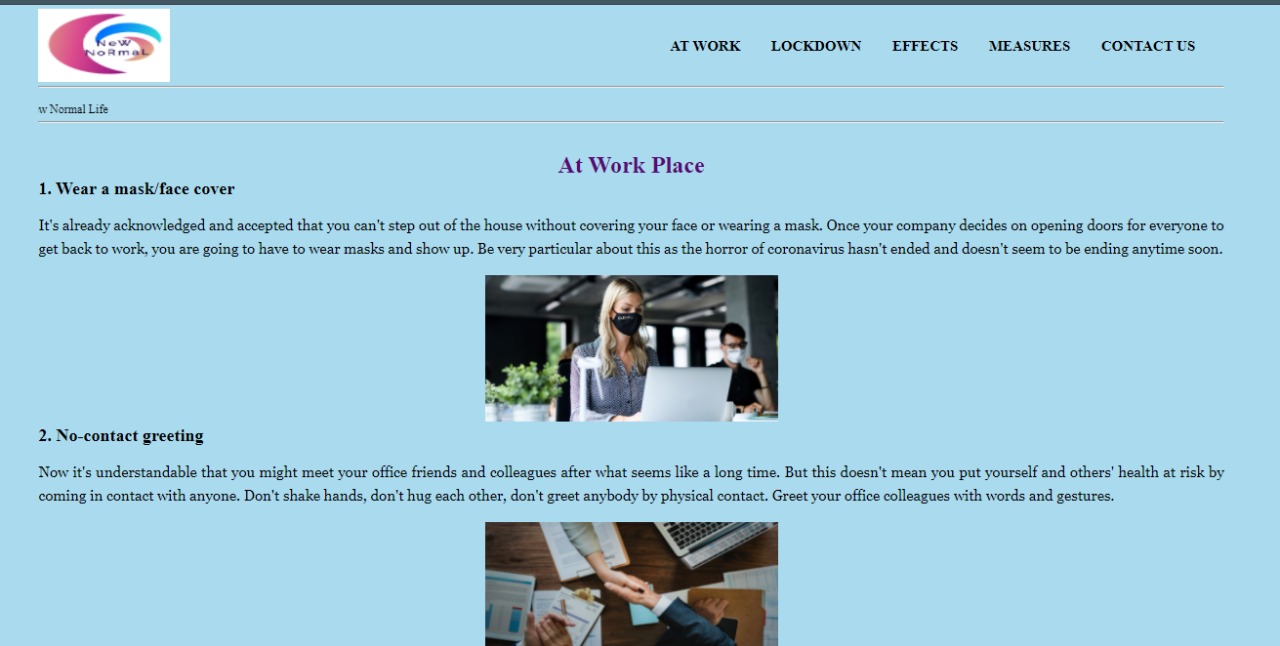 NeW
NoRmaL
AT WORK LOCKDOWN EFFECTS MEASURES CONTACT US
w Normal Life
At Work Place
1. Wear a mask/face cover
It's already acknowledged and accepted that you can't step out of the house without covering your face or wearing a mask. Once your company decides on opening doors for everyone to
get back to work, you are going to have to wear masks and show up. Be very particular about this as the horror of coronavirus hasn't ended and doesn't seem to be ending anytime soon.
2. No-contact greeting
Now it's understandable that you might meet your office friends and colleagues after what seems like a long time. But this doesn't mean you put yourself and others' health at risk by
coming in contact with anyone. Don't shake hands, don't hug each other, don't greet anybody by physical contact. Greet your office colleagues with words and gestures.